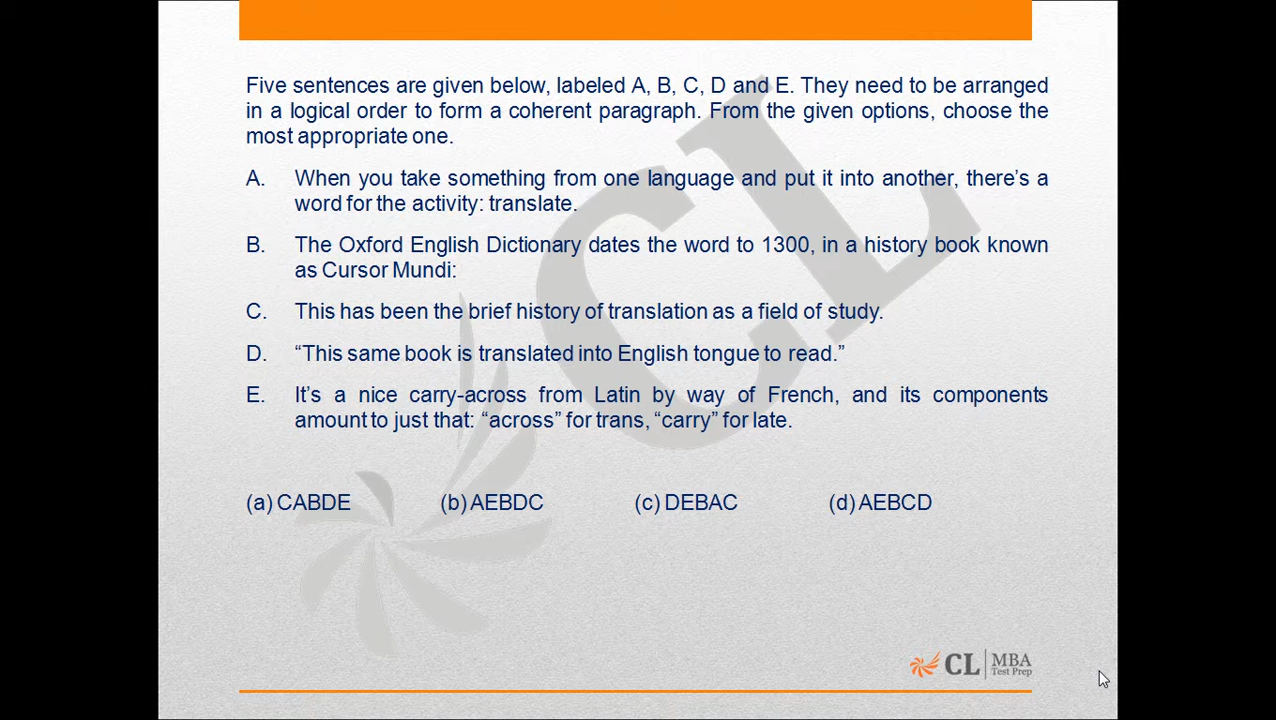 Five sentences are given below, labeled A, B, C, D and E. They need to be arranged
in a logical order to form a coherent paragraph. From the given options, choose the
most appropriate one.
A. When you take something from one language and put it into another, there's a
word for the activity: translate.
B. The Oxford English Dictionary dates the word to 1300, in a history book known
as Cursor Mundi:
C. This has been the brief history of translation as a field of study.
D. “This same book is translated into English tongue to read.”
E. It's a nice carry-across from Latin by way of French, and its components
amount to just that: “across” for trans, “carry” for late.
(a) CABDE (b) AEBDC (c) DEBAC (d) AEBCD
CL
CL MBA
Test Prep